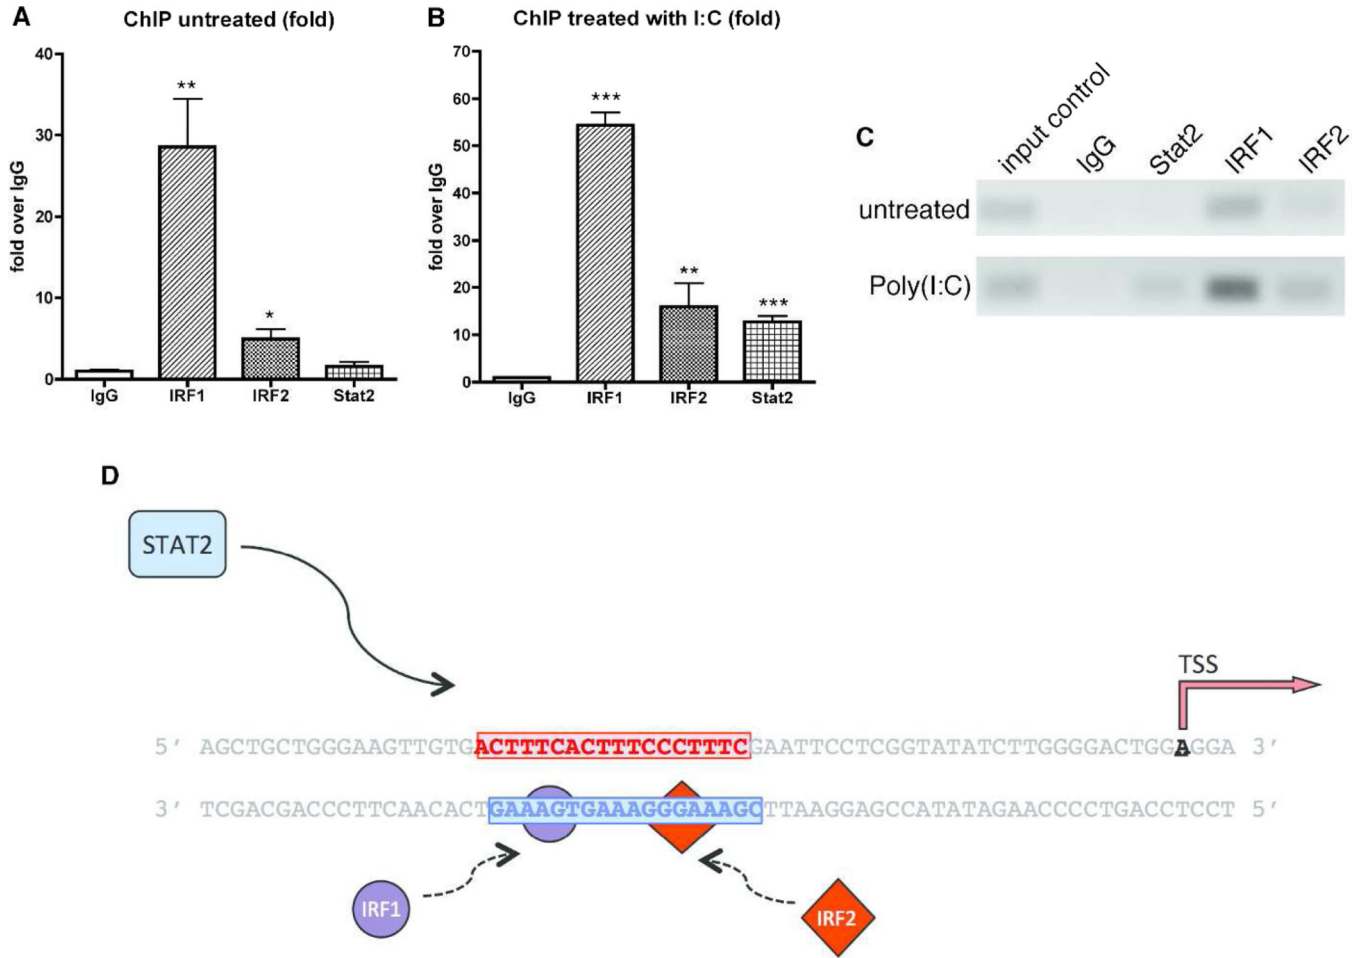 A
ChIP untreated (fold)
fold over IgG
40
30
20
10
0
**
*
IgG
IRF1
IRF2
Stat2
B
ChIP treated with I:C (fold)
fold over IgG
70
60
50
40
30
20
10
0
***
**
***
IgG
IRF1
IRF2
Stat2
C
input control
IgG
Stat2
IRF1
IRF2
untreated
Poly(I:C)
D
STAT2
TSS
5′ AGCTGCTGGGAAGTTGTGACTTTCACTTTCCCTTTCGAATTCCTCGGTATATCTTGGGGACTGGAGGA 3′
3′ TCGACGACCCTTCAACACTGAAAGTGAAAGGGAAAGCTTAAGGAGCCATATAGAACCCCTGACCTCCT 5′
IRF1
IRF2